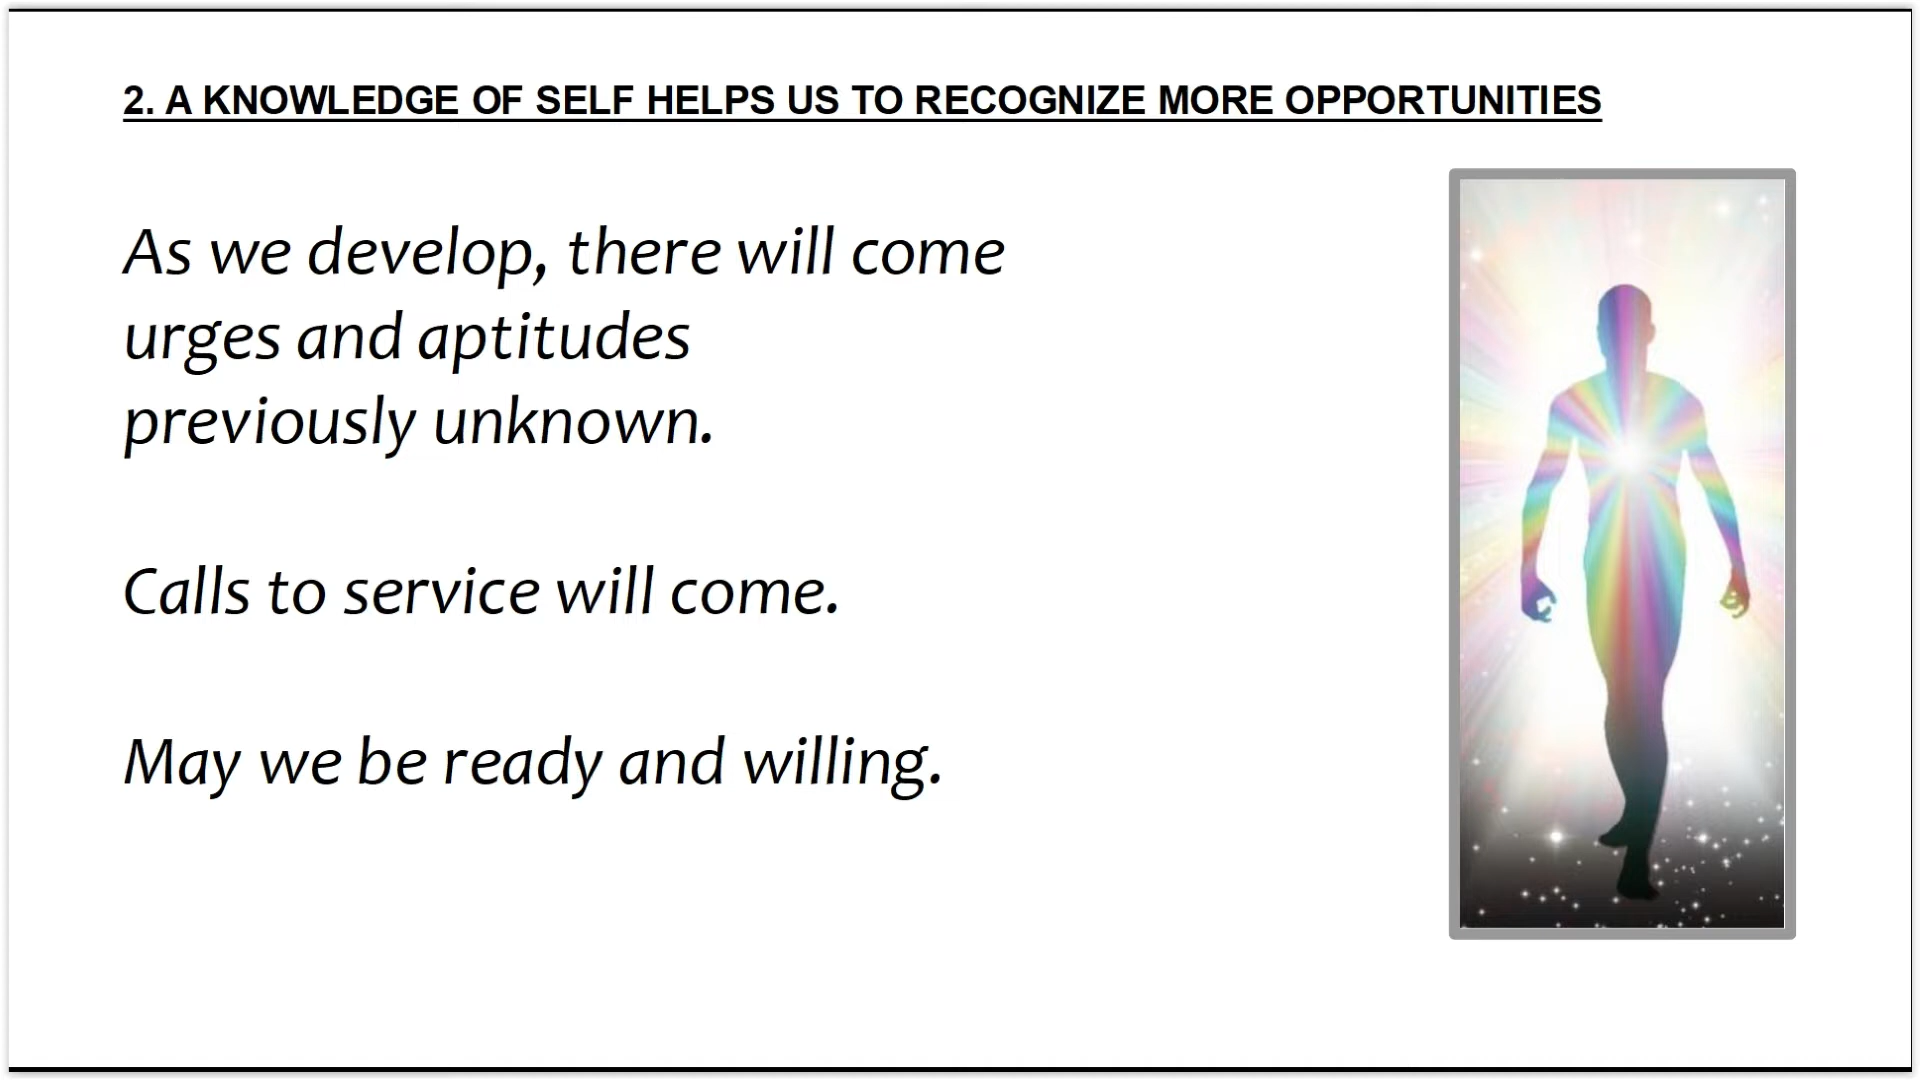 2. A KNOWLEDGE OF SELF HELPS US TO RECOGNIZE MORE OPPORTUNITIES
As we develop, there will come
urges and aptitudes
previously unknown.
Calls to service will come.
May we be ready and willing.